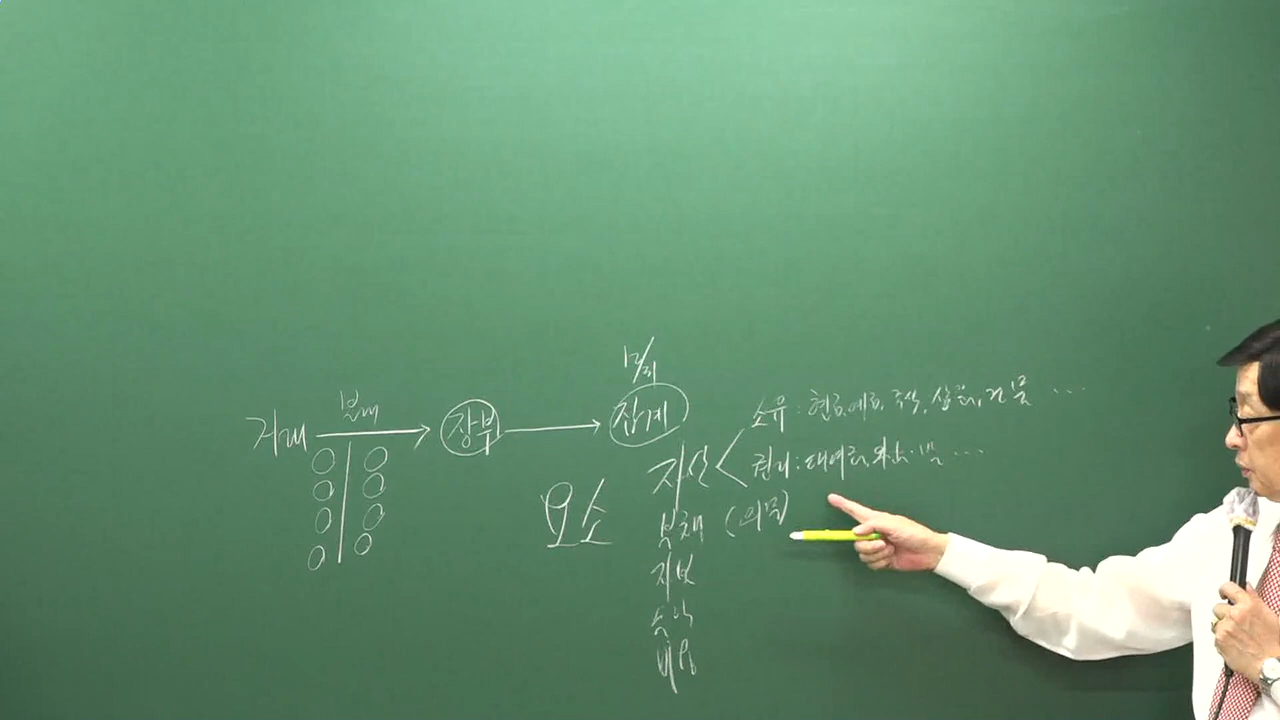 12/31
거래 분개 장부 집계
소유 : 현금, 예금, 주식, 상품, 건물 ...
자산
권리 : 대여금, 외상 ...
요소
부채 (의무)
자본
수익
비용